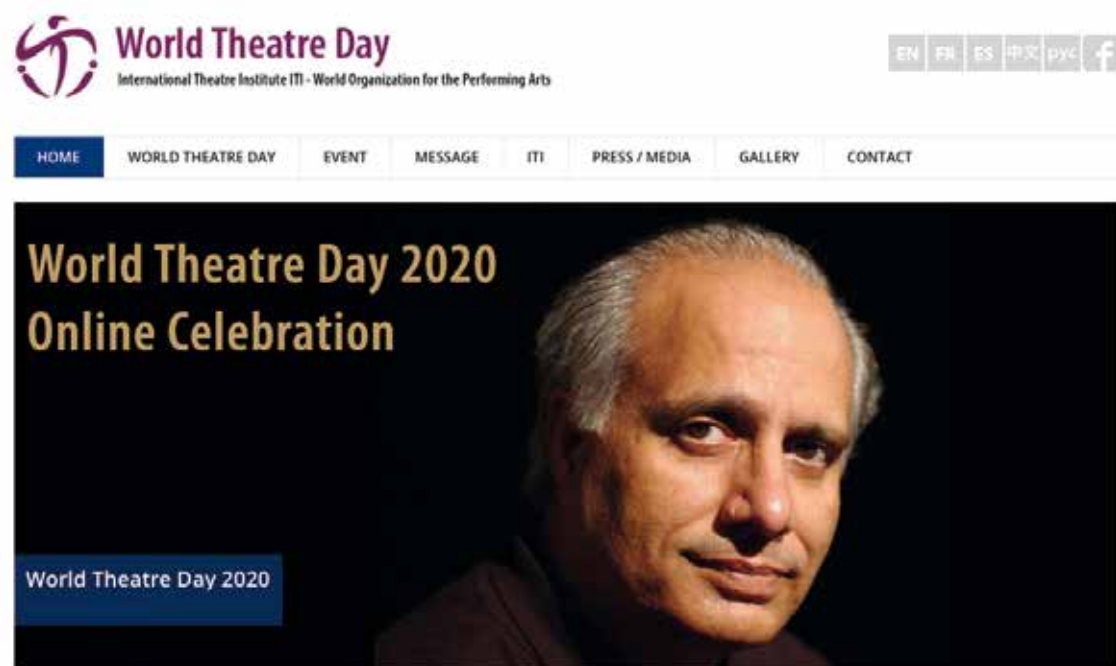 World Theatre Day
International Theatre Institute ITI - World Organization for the Performing Arts
EN FR ES 中文 рус f
HOME WORLD THEATRE DAY EVENT MESSAGE ITI PRESS / MEDIA GALLERY CONTACT
World Theatre Day 2020
Online Celebration
World Theatre Day 2020